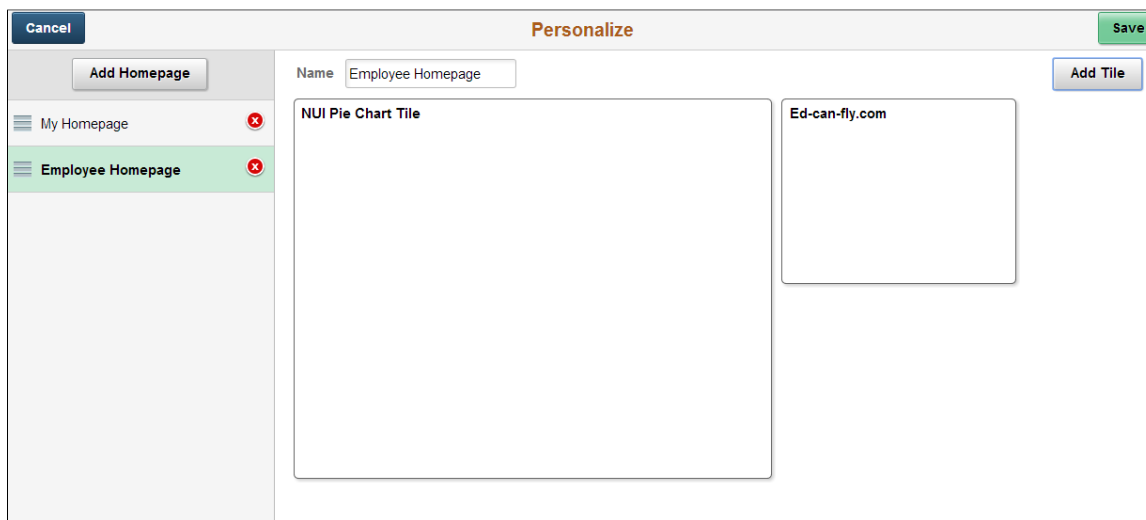 Cancel
Personalize
Save
Add Homepage
Name
Employee Homepage
Add Tile
My Homepage
Employee Homepage
NUI Pie Chart Tile
Ed-can-fly.com